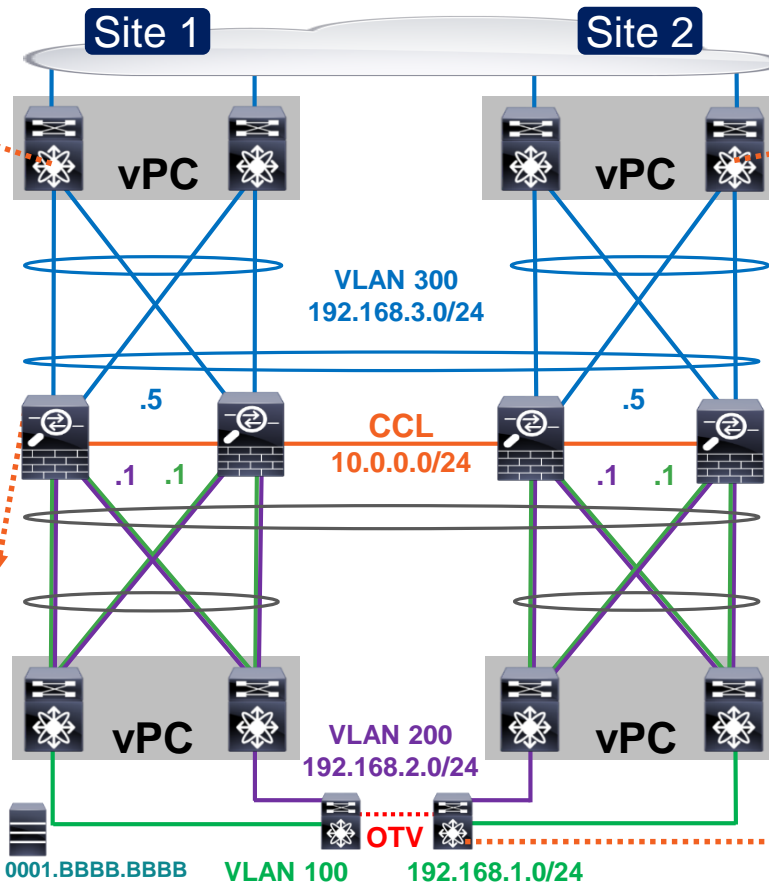 Site 1
Site 2
vPC
vPC
VLAN 300
192.168.3.0/24
.5
.5
CCL
10.0.0.0/24
.1 .1
.1 .1
vPC
vPC
VLAN 200
192.168.2.0/24
OTV
0001.BBBB.BBBB
VLAN 100
192.168.1.0/24